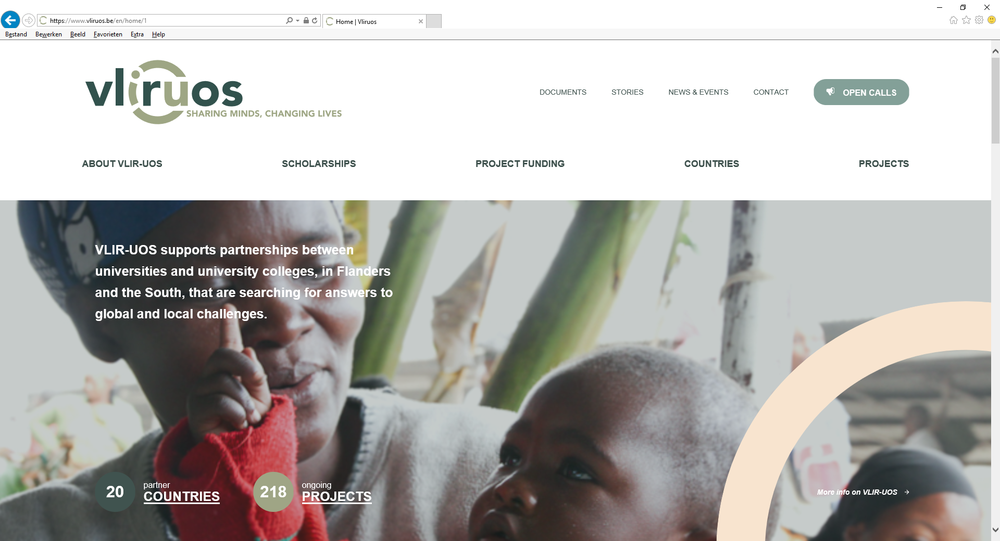 https://www.vliruos.be/en/home/1
Home | Vliruos
Bestand Bewerken Beeld Favorieten Extra Help
vliruos
SHARING MINDS, CHANGING LIVES
DOCUMENTS STORIES NEWS & EVENTS CONTACT OPEN CALLS
ABOUT VLIR-UOS SCHOLARSHIPS PROJECT FUNDING COUNTRIES PROJECTS
VLIR-UOS supports partnerships between
universities and university colleges, in Flanders
and the South, that are searching for answers to
global and local challenges.
20 partner
COUNTRIES
218 ongoing
PROJECTS
More info on VLIR-UOS